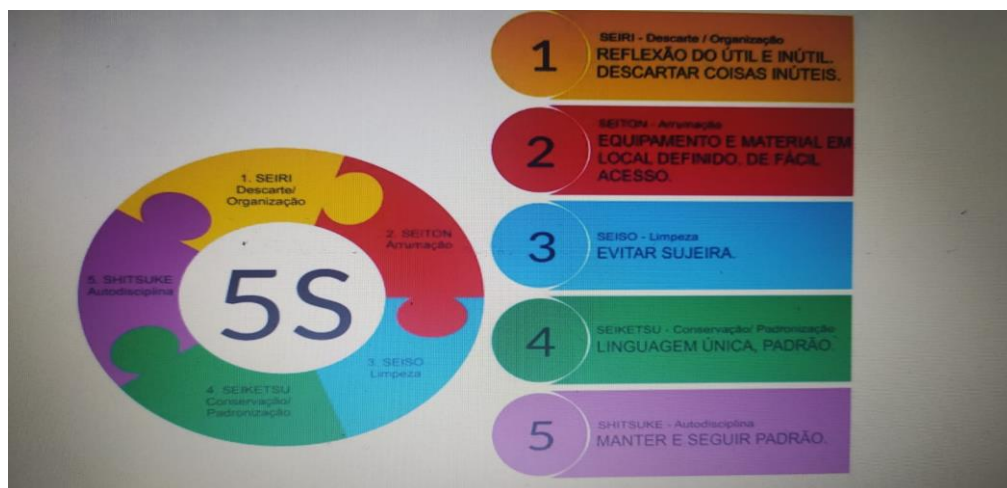 1. SEIRI
Descarte/
Organização
2. SEITON
Arrumação
3. SEISO
Limpeza
4. SEIKETSU
Conservação/
Padronização
5. SHITSUKE
Autodisciplina
5S
1
SEIRI - Descarte / Organização
REFLEXÃO DO ÚTIL E INÚTIL.
DESCARTAR COISAS INÚTEIS.
2
SEITON - Arrumação
EQUIPAMENTO E MATERIAL EM
LOCAL DEFINIDO. DE FÁCIL
ACESSO.
3
SEISO - Limpeza
EVITAR SUJEIRA.
4
SEIKETSU - Conservação/ Padronização
LINGUAGEM ÚNICA, PADRÃO.
5
SHITSUKE - Autodisciplina
MANTER E SEGUIR PADRÃO.